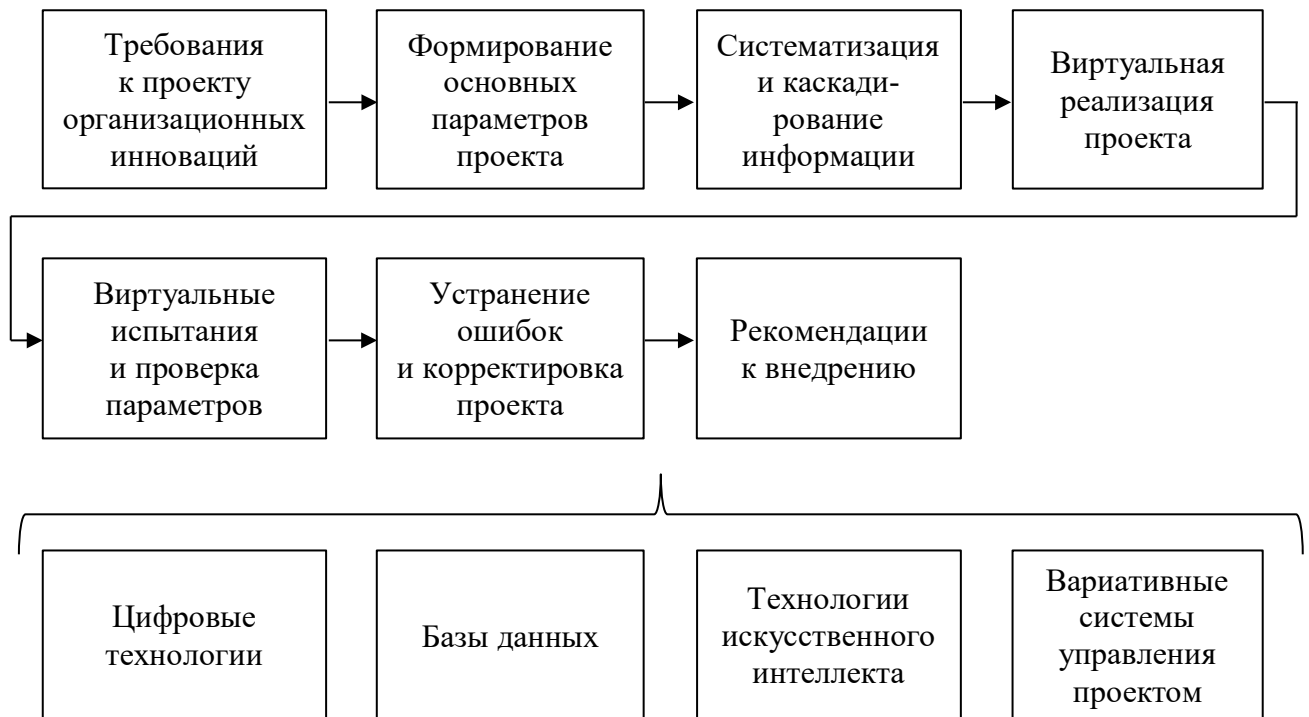 Требования
к проекту
организационных
инноваций
Формирование
основных
параметров
проекта
Систематизация
и каскади-
рование
информации
Виртуальная
реализация
проекта
Виртуальные
испытания
и проверка
параметров
Устранение
ошибок
и корректировка
проекта
Рекомендации
к внедрению
Цифровые
технологии
Базы данных
Технологии
искусственного
интеллекта
Вариативные
системы
управления
проектом